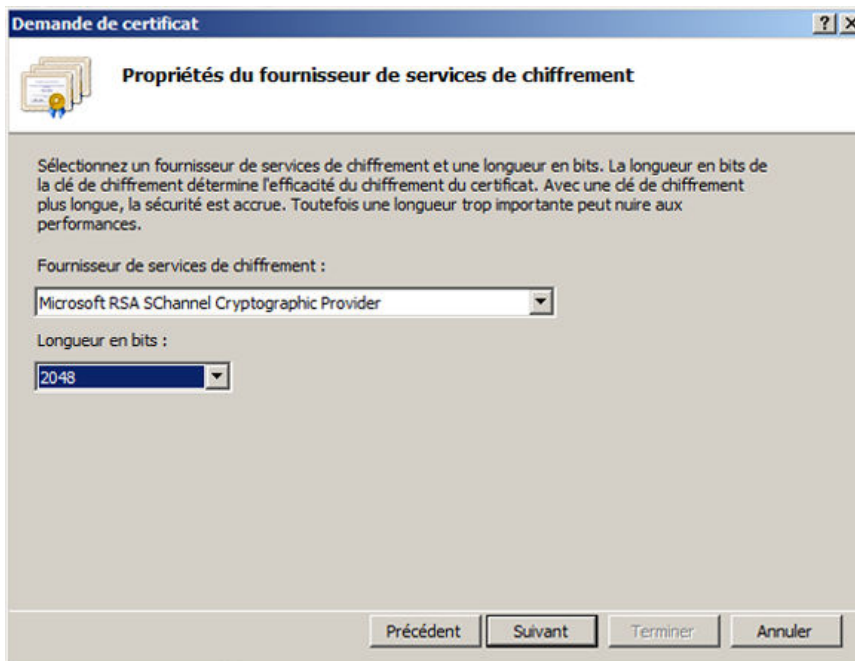 Demande de certificat
Propriétés du fournisseur de services de chiffrement
Sélectionnez un fournisseur de services de chiffrement et une longueur en bits. La longueur en bits de
la clé de chiffrement détermine l'efficacité du chiffrement du certificat. Avec une clé de chiffrement
plus longue, la sécurité est accrue. Toutefois une longueur trop importante peut nuire aux
performances.
Fournisseur de services de chiffrement :
Microsoft RSA SChannel Cryptographic Provider
Longueur en bits :
2048
Précédent Suivant Terminer Annuler